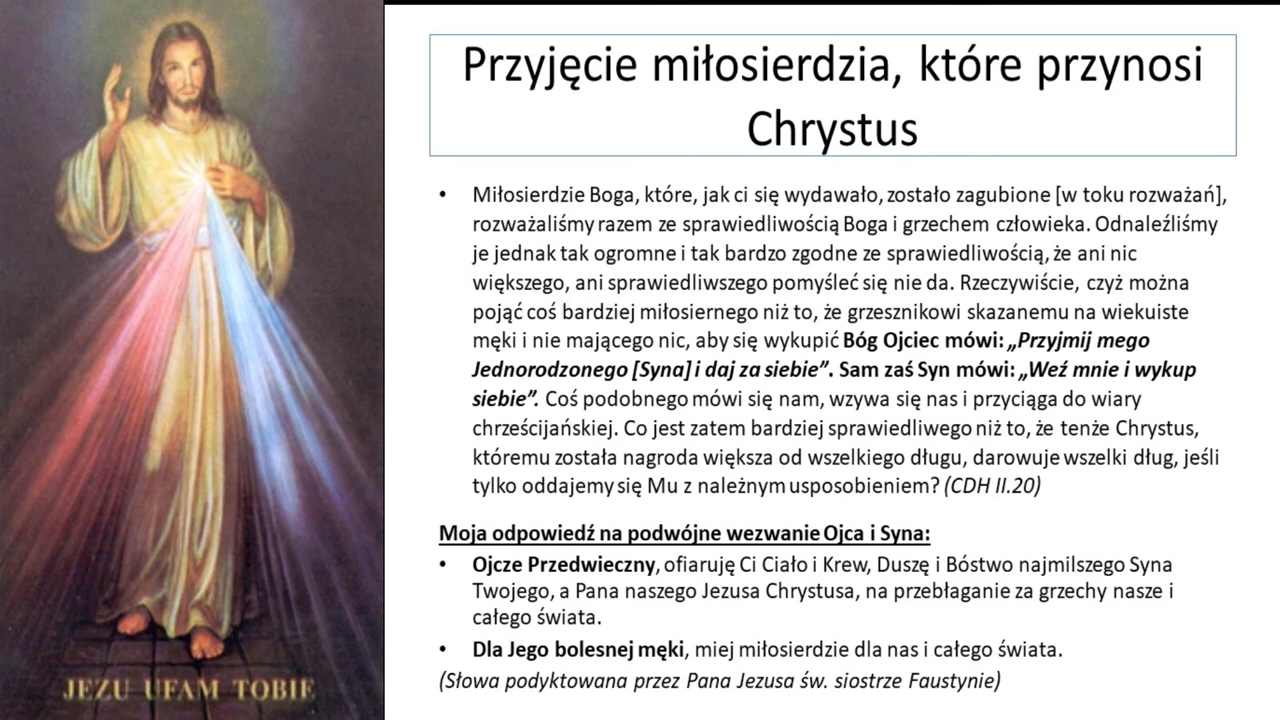 Przyjęcie miłosierdzia, które przynosi
Chrystus
• Miłosierdzie Boga, które, jak ci się wydawało, zostało zagubione [w toku rozważań],
rozważaliśmy razem ze sprawiedliwością Boga i grzechem człowieka. Odnaleźliśmy
je jednak tak ogromne i tak bardzo zgodne ze sprawiedliwością, że ani nic
większego, ani sprawiedliwszego pomyśleć się nie da. Rzeczywiście, czyż można
pojąć coś bardziej miłosiernego niż to, że grzesznikowi skazanemu na wiekuiste
męki i nie mającego nic, aby się wykupić Bóg Ojciec mówi: „Przyjmij mego
Jednorodzonego [Syna] i daj za siebie”. Sam zaś Syn mówi: „Weź mnie i wykup
siebie”. Coś podobnego mówi się nam, wzywa się nas i przyciąga do wiary
chrześcijańskiej. Co jest zatem bardziej sprawiedliwego niż to, że tenże Chrystus,
któremu została nagroda większa od wszelkiego długu, darowuje wszelki dług, jeśli
tylko oddajemy się Mu z należnym usposobieniem? (CDH II.20)
Moja odpowiedź na podwójne wezwanie Ojca i Syna:
• Ojcze Przedwieczny, ofiaruję Ci Ciało i Krew, Duszę i Bóstwo najmilszego Syna
Twojego, a Pana naszego Jezusa Chrystusa, na przebłaganie za grzechy nasze i
całego świata.
• Dla Jego bolesnej męki, miej miłosierdzie dla nas i całego świata.
(Słowa podyktowana przez Pana Jezusa św. siostrze Faustynie)
JEZU UFAM TOBIE